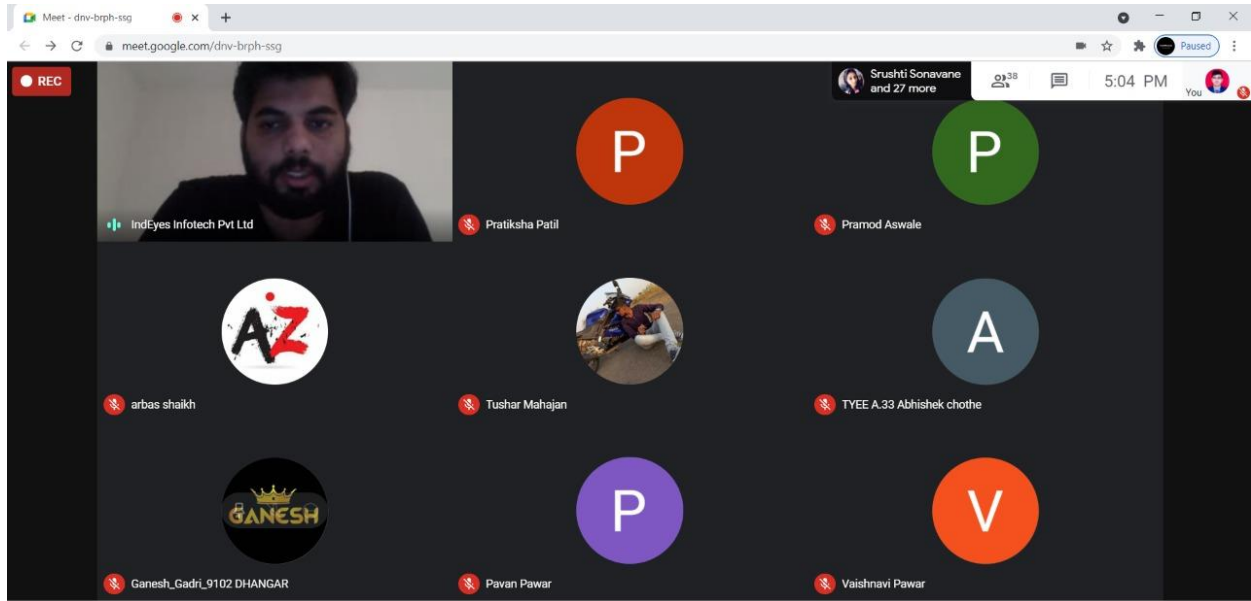 Meet - dnv-brph-ssg
meet.google.com/dnv-brph-ssg
Paused
REC
Srushti Sonavane
and 27 more
38
5:04 PM
You
IndEyes Infotech Pvt Ltd
P
Pratiksha Patil
P
Pramod Aswale
AiZ
arbas shaikh
Tushar Mahajan
A
TYEE A.33 Abhishek chothe
GANESH
Ganesh_Gadri_9102 DHANGAR
P
Pavan Pawar
V
Vaishnavi Pawar